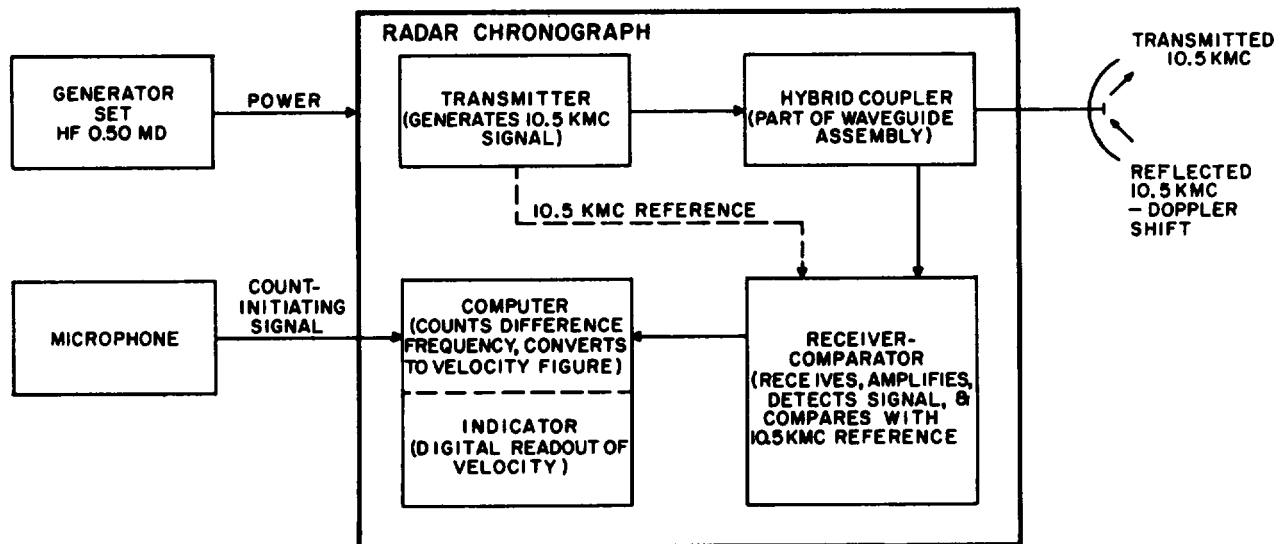 RADAR CHRONOGRAPH
GENERATOR
SET
HF 0.50 MD
POWER
TRANSMITTER
(GENERATES 10.5 KMC
SIGNAL)
HYBRID COUPLER
(PART OF WAVEGUIDE
ASSEMBLY)
TRANSMITTED
10.5 KMC
REFLECTED
10.5 KMC
– DOPPLER
SHIFT
10.5 KMC REFERENCE
MICROPHONE
COUNT-
INITIATING
SIGNAL
COMPUTER
(COUNTS DIFFERENCE
FREQUENCY, CONVERTS
TO VELOCITY FIGURE)
INDICATOR
(DIGITAL READOUT OF
VELOCITY)
RECEIVER-
COMPARATOR
(RECEIVES, AMPLIFIES,
DETECTS SIGNAL, &
COMPARES WITH
10.5 KMC REFERENCE